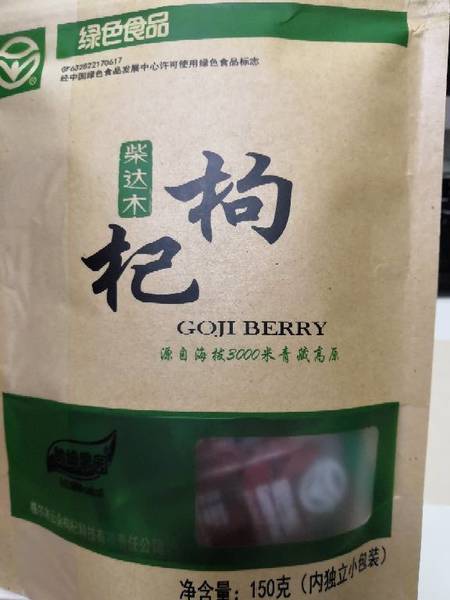 绿色食品
GF632822170617
经中国绿色食品发展中心许可使用绿色食品标志
柴达木
枸杞
GOJI BERRY
源自海拔3000米青藏高原
净含量：150克（内独立小包装）